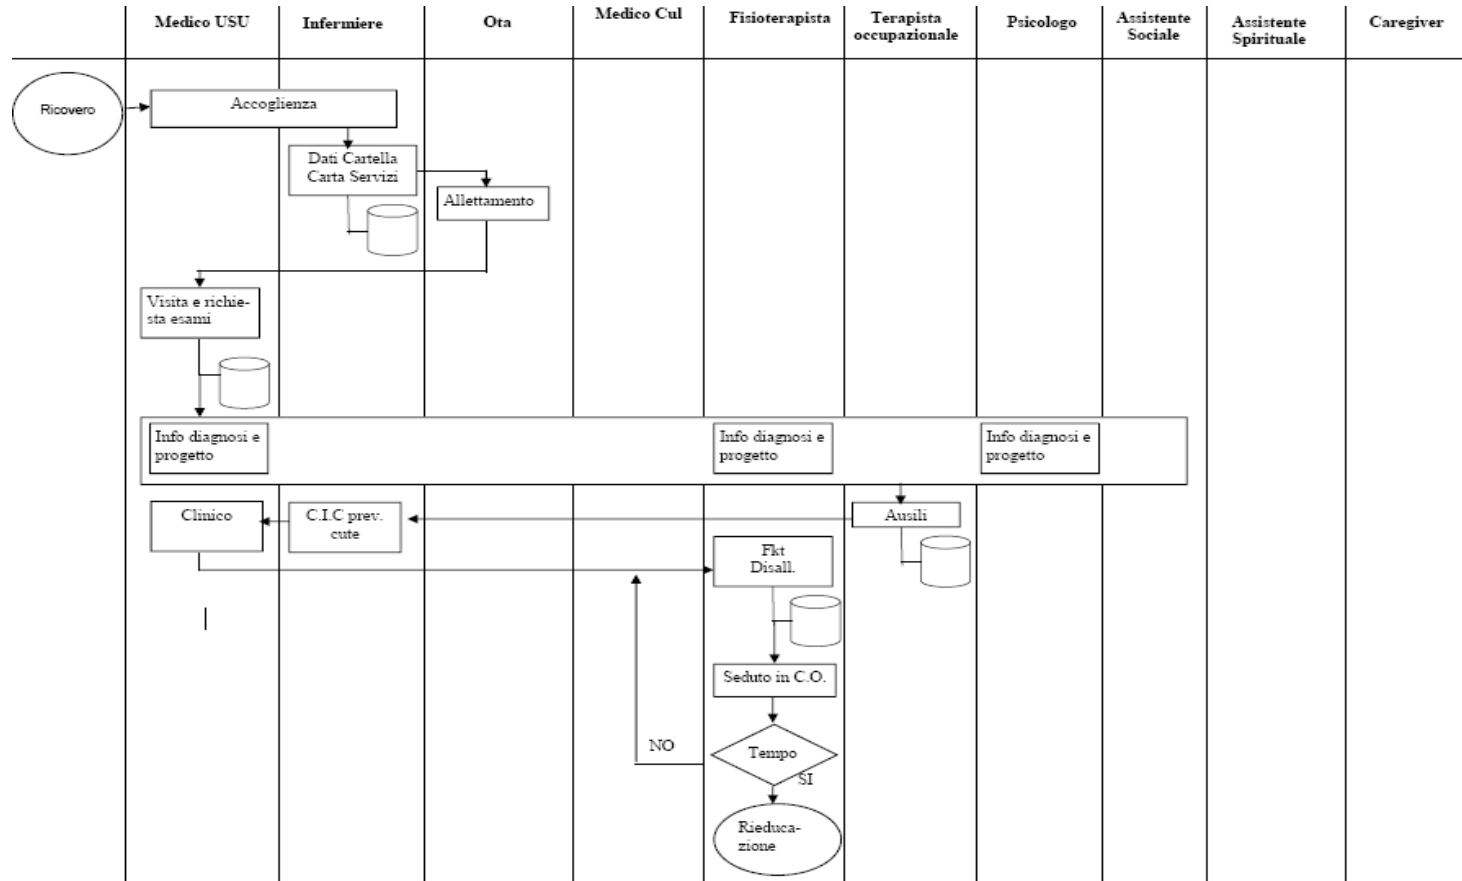 Medico USU
Infermiere
Ota
Medico Cul
Fisioterapista
Terapista
occupazionale
Psicologo
Assistente
Sociale
Assistente
Spirituale
Caregiver
Ricovero
Accoglienza
Dati Cartella
Carta Servizi
Allettamento
Visita e richie-
sta esami
Info diagnosi e
progetto
Info diagnosi e
progetto
Info diagnosi e
progetto
Clinico
C.I.C prev.
cute
Ausili
Fkt
Disall.
Seduto in C.O.
NO
Tempo
SI
Rieduca-
zione